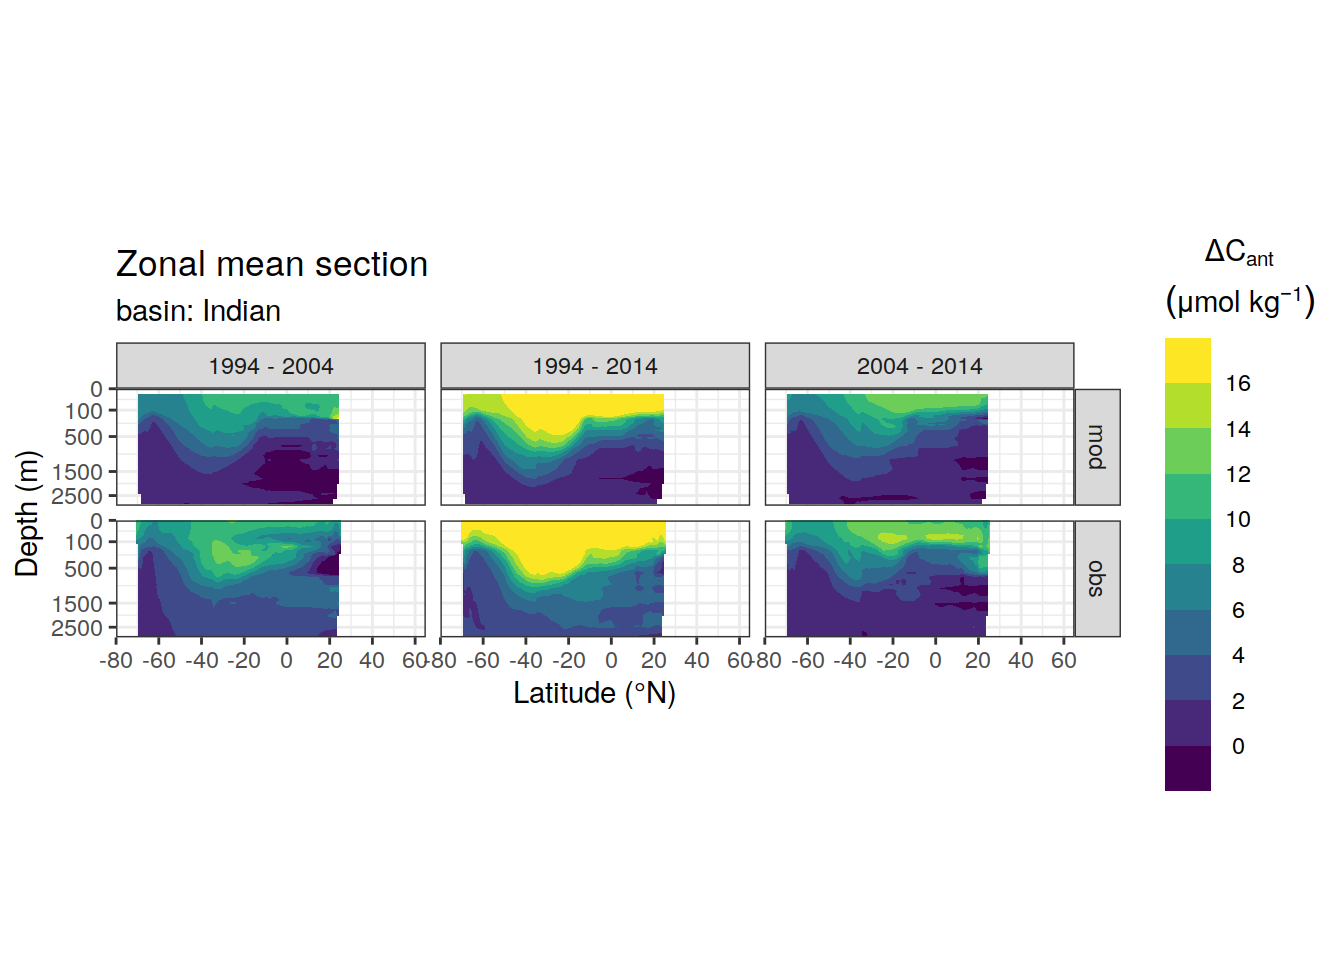 Zonal mean section
basin: Indian
ΔCant
(μmol kg⁻¹)
1994 - 2004
1994 - 2014
2004 - 2014
0
100
500
1500
2500
mod
0
100
500
1500
2500
obs
Depth (m)
-80 -60 -40 -20 0 20 40 60
-80 -60 -40 -20 0 20 40 60
-80 -60 -40 -20 0 20 40 60
Latitude (°N)
16
14
12
10
8
6
4
2
0